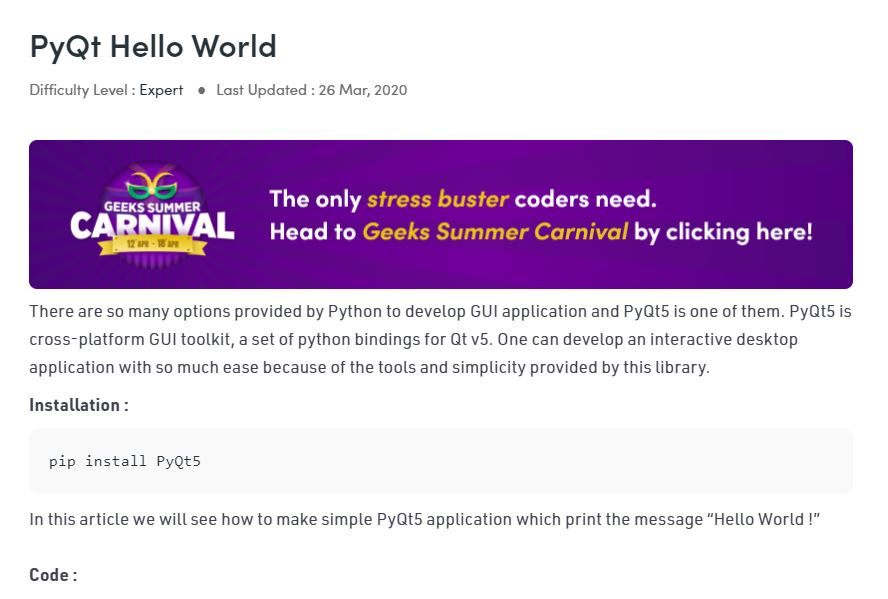 PyQt Hello World
Difficulty Level : Expert ● Last Updated : 26 Mar, 2020
GEEKS SUMMER
CARNIVAL
12 APR - 18 APR
The only stress buster coders need.
Head to Geeks Summer Carnival by clicking here!
There are so many options provided by Python to develop GUI application and PyQt5 is one of them. PyQt5 is
cross-platform GUI toolkit, a set of python bindings for Qt v5. One can develop an interactive desktop
application with so much ease because of the tools and simplicity provided by this library.
Installation :
pip install PyQt5
In this article we will see how to make simple PyQt5 application which print the message “Hello World !”
Code :